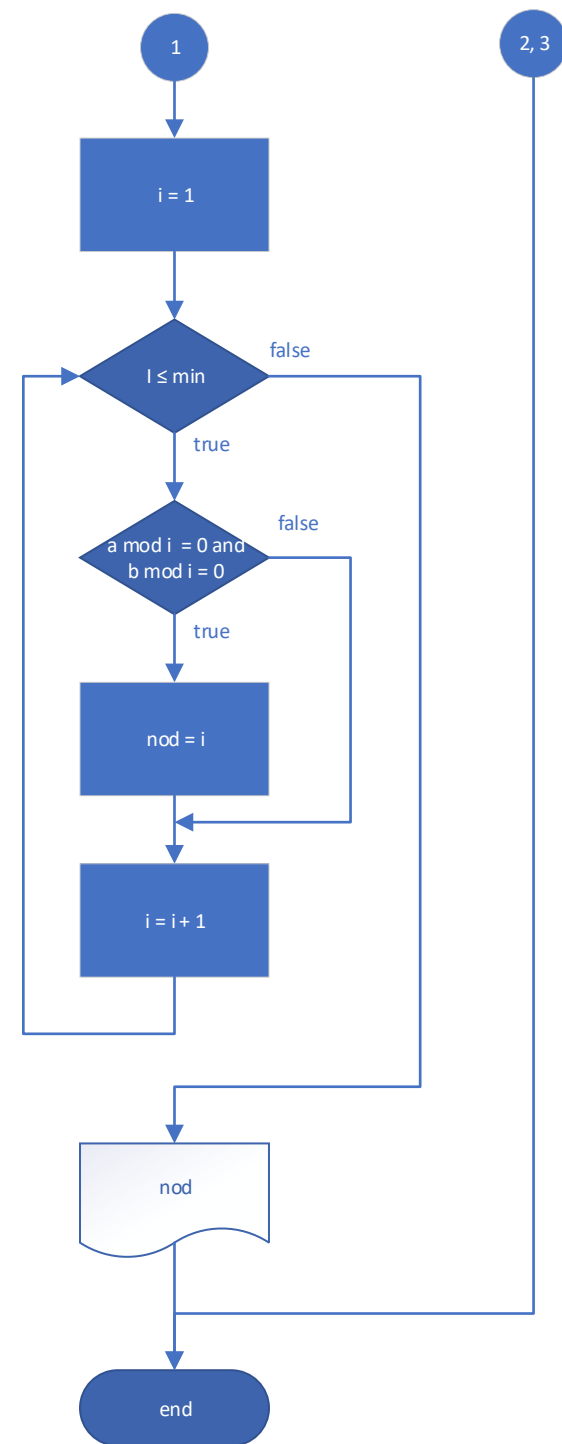 1
2, 3
i = 1
I ≤ min
false
true
a mod i  = 0 and
b mod i = 0
false
true
nod = i
i = i + 1
nod
end